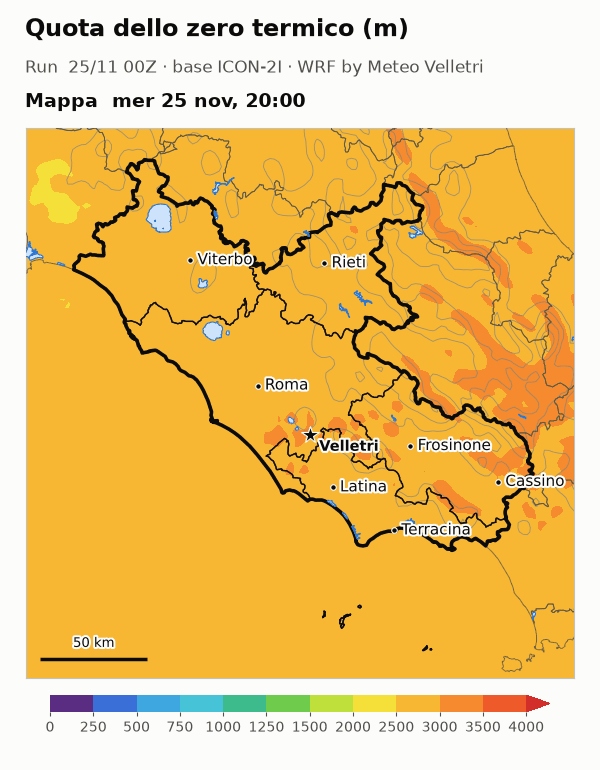 Quota dello zero termico (m)
Run 25/11 00Z · base ICON-2I · WRF by Meteo Velletri
Mappa mer 25 nov, 20:00
Viterbo
Rieti
Roma
Velletri
Frosinone
Latina
Cassino
Terracina
50 km
0 250 500 750 1000 1250 1500 2000 2500 3000 3500 4000